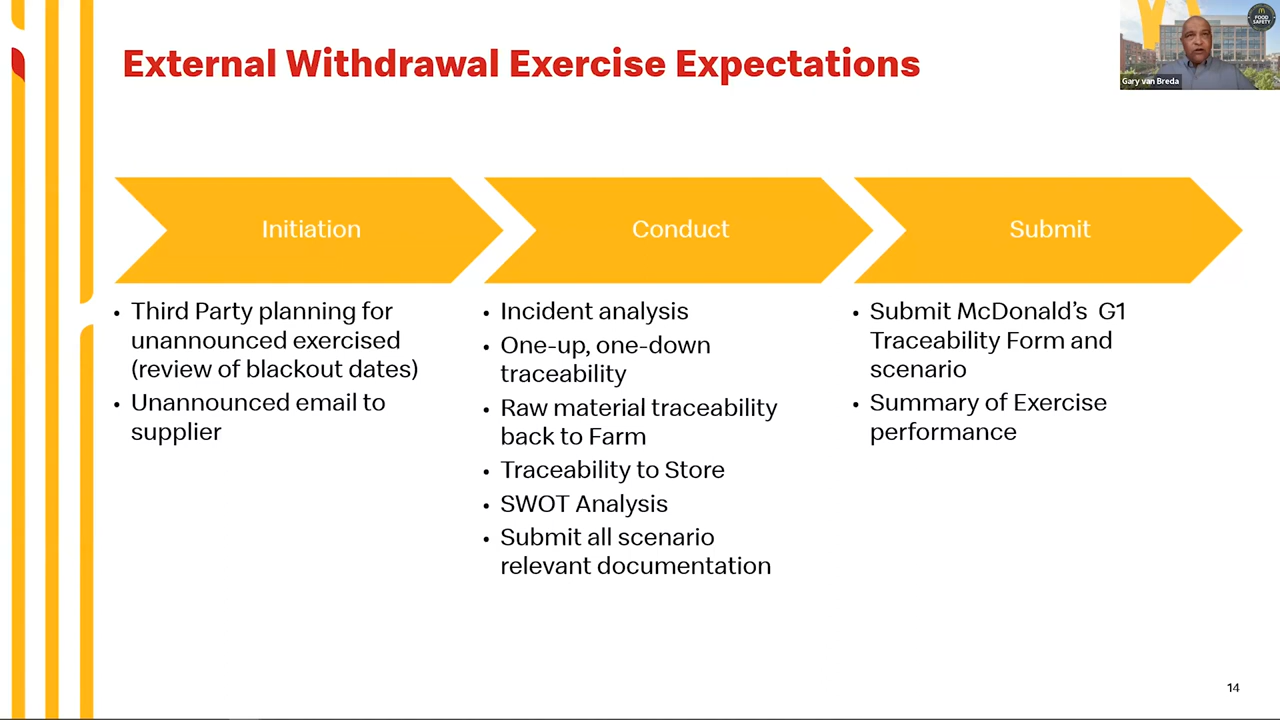 External Withdrawal Exercise Expectations
FOOD
SAFETY
Gary van Breda
Initiation
Conduct
Submit
• Third Party planning for
unannounced exercised
(review of blackout dates)
• Unannounced email to
supplier
• Incident analysis
• One-up, one-down
traceability
• Raw material traceability
back to Farm
• Traceability to Store
• SWOT Analysis
• Submit all scenario
relevant documentation
• Submit McDonald’s  G1
Traceability Form and
scenario
• Summary of Exercise
performance
14